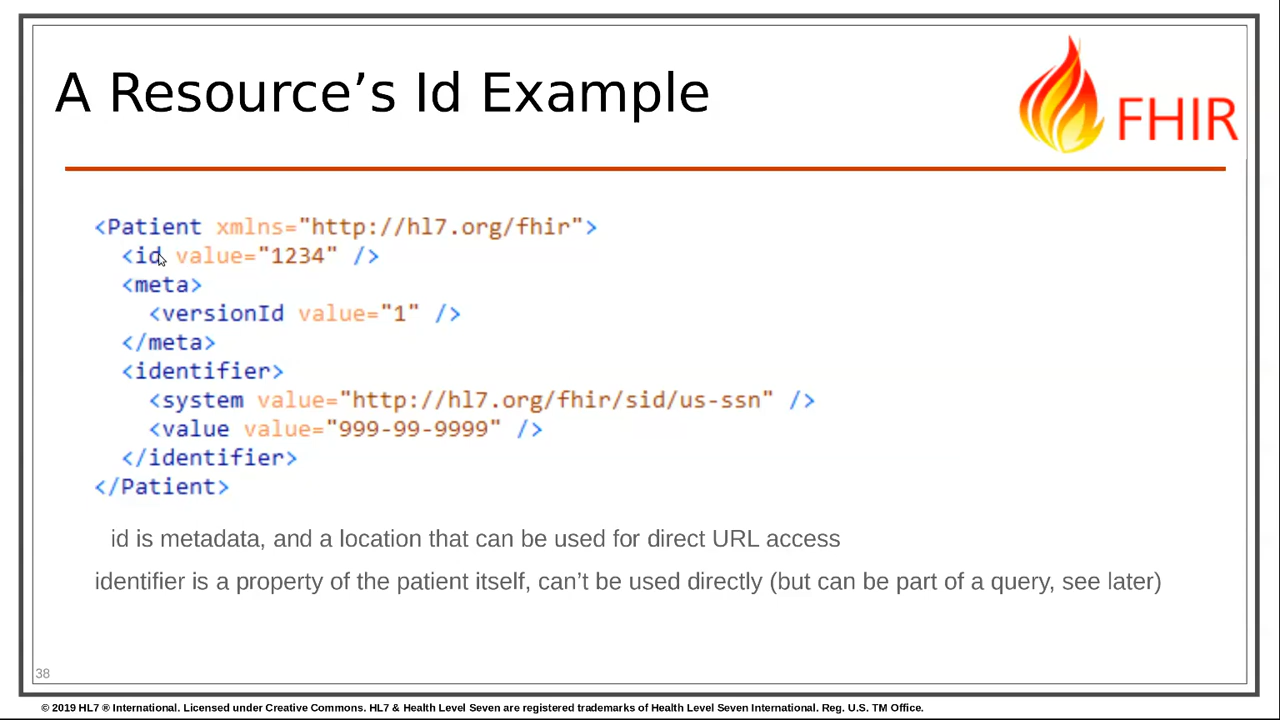 A Resource’s Id Example
FHIR
<Patient xmlns="http://hl7.org/fhir">
<id value="1234" />
<meta>
<versionId value="1" />
</meta>
<identifier>
<system value="http://hl7.org/fhir/sid/us-ssn" />
<value value="999-99-9999" />
</identifier>
</Patient>
id is metadata, and a location that can be used for direct URL access
identifier is a property of the patient itself, can’t be used directly (but can be part of a query, see later)
38
© 2019 HL7 ® International. Licensed under Creative Commons. HL7 & Health Level Seven are registered trademarks of Health Level Seven International. Reg. U.S. TM Office.